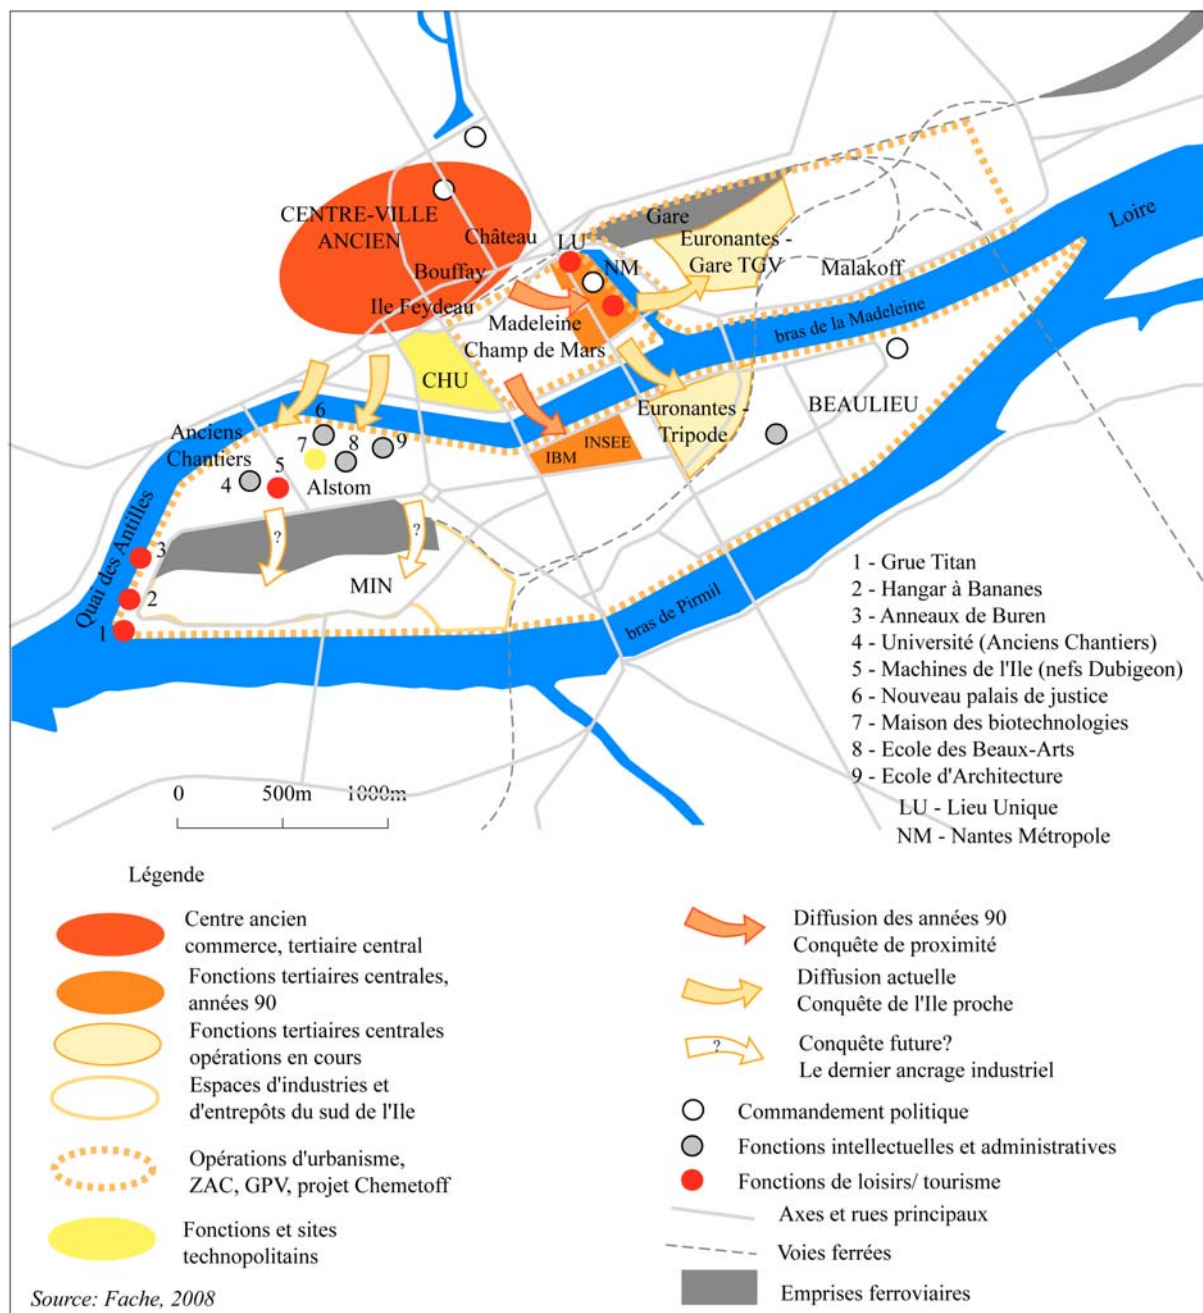 CENTRE-VILLE
ANCIEN
Château
Bouffay
Ile Feydeau
LU
NM
Gare
Euronantes -
Gare TGV
Malakoff
Loire
Madeleine
Champ de Mars
bras de la Madeleine
CHU
Euronantes -
Tripode
BEAULIEU
INSEE
IBM
Anciens
Chantiers
6
7
8
9
5
4
Alstom
Quai des Antilles
?
?
3
2
1
MIN
bras de Pirmil
1 - Grue Titan
2 - Hangar à Bananes
3 - Anneaux de Buren
4 - Université (Anciens Chantiers)
5 - Machines de l'Ile (nefs Dubigeon)
6 - Nouveau palais de justice
7 - Maison des biotechnologies
8 - Ecole des Beaux-Arts
9 - Ecole d'Architecture
LU - Lieu Unique
NM - Nantes Métropole
0 500m 1000m
Légende
Centre ancien
commerce, tertiaire central
Fonctions tertiaires centrales,
années 90
Fonctions tertiaires centrales
opérations en cours
Espaces d'industries et
d'entrepôts du sud de l'Ile
Opérations d'urbanisme,
ZAC, GPV, projet Chemetoff
Fonctions et sites
technopolitains
Diffusion des années 90
Conquête de proximité
Diffusion actuelle
Conquête de l'Ile proche
?
Conquête future?
Le dernier ancrage industriel
Commandement politique
Fonctions intellectuelles et administratives
Fonctions de loisirs/ tourisme
Axes et rues principaux
Voies ferrées
Emprises ferroviaires
Source: Fache, 2008